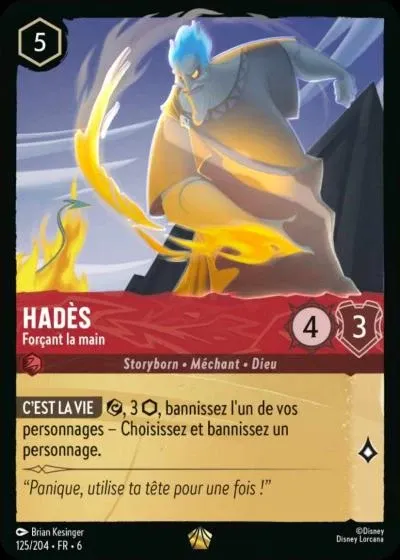 5
HADÈS
Forçant la main
4
3
Storyborn • Méchant • Dieu
C'EST LA VIE , 3 , bannissez l'un de vos
personnages – Choisissez et bannissez un
personnage.
“Panique, utilise ta tête pour une fois !”
Brian Kesinger
125/204 • FR • 6
©Disney
Disney Lorcana